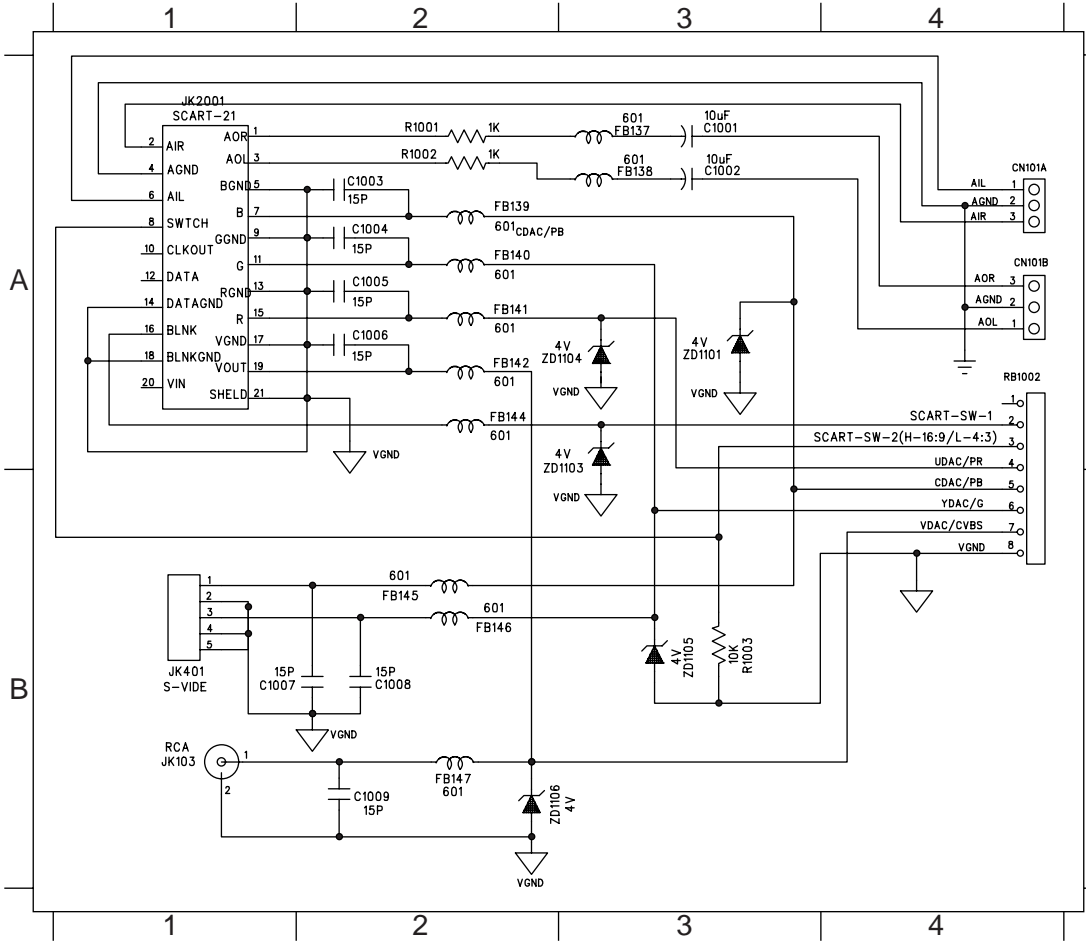 1 2 3 4
A
B
JK2001
SCART-21
2 AIR
4 AGND
6 AIL
8 SWTCH
10 CLKOUT
12 DATA
14 DATAGND
16 BLNK
18 BLNKGND
20 VIN
AOR 1
AOL 3
BGND 5
B 7
GGND 9
G 11
RGND 13
R 15
VGND 17
VOUT 19
SHELD 21
R1001 1K
R1002 1K
601
FB137
601
FB138
10uF
C1001
10uF
C1002
C1003
15P
C1004
15P
C1005
15P
C1006
15P
FB139
601
CDAC/PB
FB140
601
FB141
601
FB142
601
FB144
601
VGND
4V
ZD1104
VGND
4V
ZD1101
VGND
4V
ZD1103
VGND
CN101A
AIL 1
AGND 2
AIR 3
CN101B
AOR 3
AGND 2
AOL 1
RB1002
1
SCART-SW-1 2
SCART-SW-2(H-16:9/L-4:3) 3
UDAC/PR 4
CDAC/PB 5
YDAC/G 6
VDAC/CVBS 7
VGND 8
1
2
3
4
5
JK401
S-VIDE
601
FB145
601
FB146
15P
C1007
15P
C1008
VGND
4V
ZD1105
10K
R1003
RCA
JK103
1
2
C1009
15P
FB147
601
ZD1106
4V
VGND
1 2 3 4